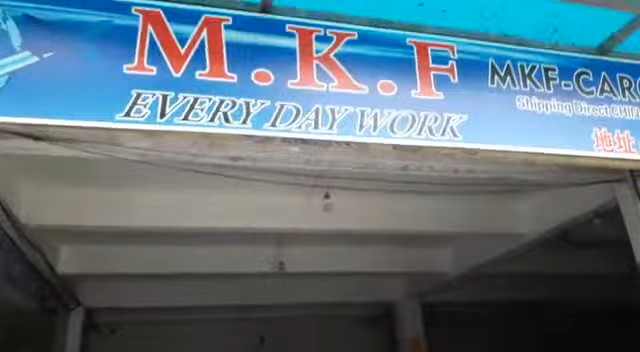 M.K.F
EVERY DAY WORK
MKF-CARG
Shipping Direct CHIN
地址